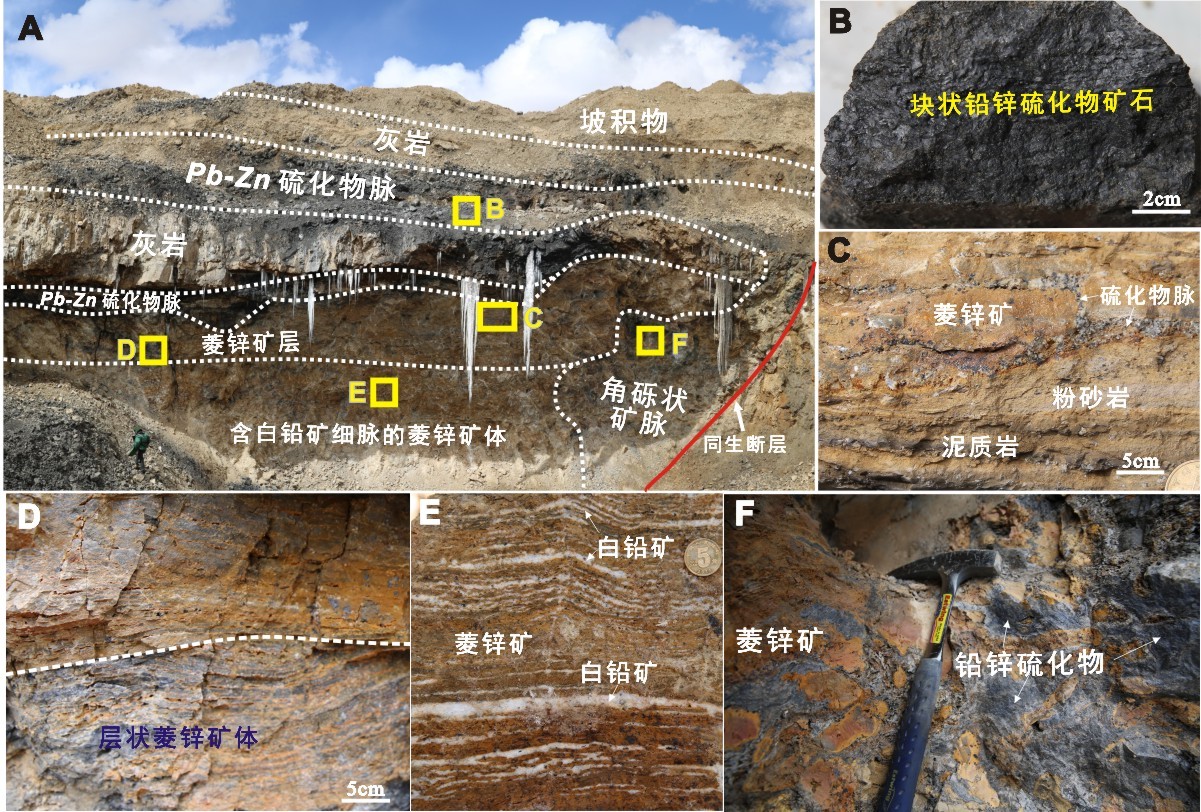 A
坡积物
灰岩
Pb-Zn 硫化物脉
B
灰岩
Pb-Zn 硫化物脉
C
菱锌矿层
D
F
E
角砾状
矿脉
含白铅矿细脉的菱锌矿体
同生断层
B
块状铅锌硫化物矿石
2cm
C
硫化物脉
菱锌矿
粉砂岩
泥质岩
5cm
D
层状菱锌矿体
5cm
E
白铅矿
5
菱锌矿
白铅矿
F
菱锌矿
铅锌硫化物